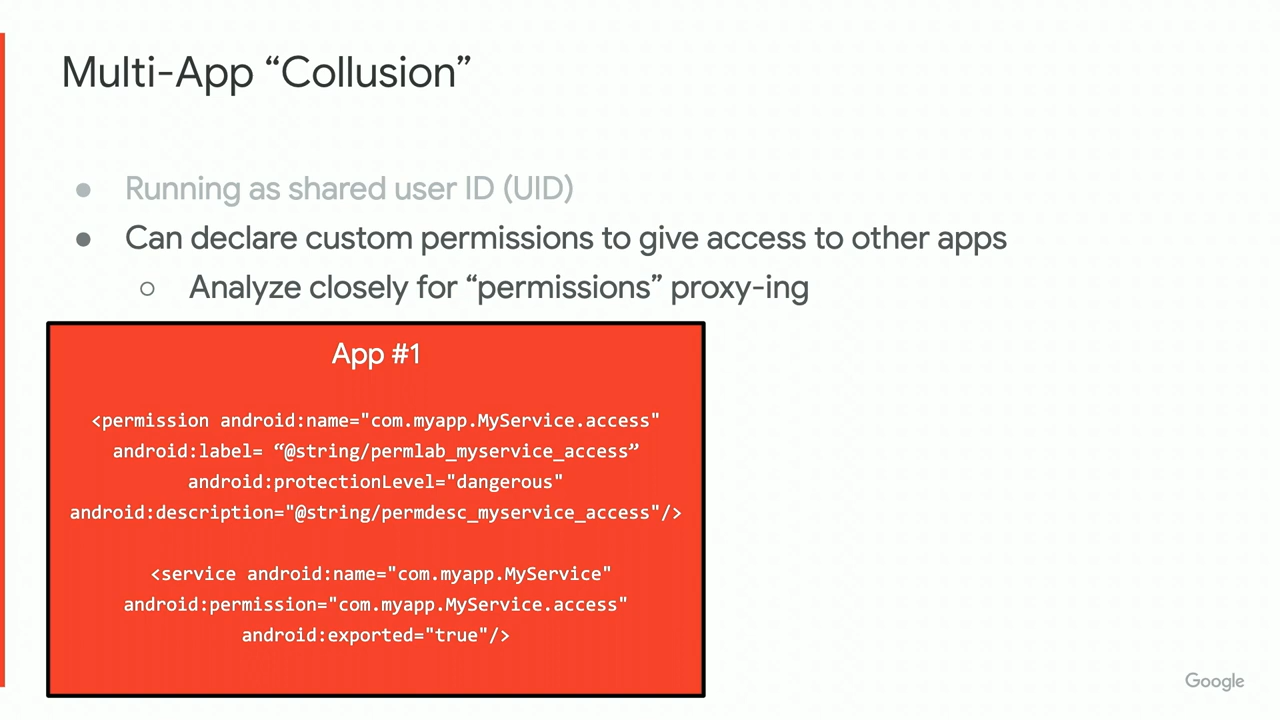 Multi-App “Collusion”
● Running as shared user ID (UID)
● Can declare custom permissions to give access to other apps
○ Analyze closely for “permissions” proxy-ing
App #1
<permission android:name="com.myapp.MyService.access"
android:label= “@string/permlab_myservice_access”
android:protectionLevel="dangerous"
android:description="@string/permdesc_myservice_access"/>
<service android:name="com.myapp.MyService"
android:permission="com.myapp.MyService.access"
android:exported="true"/>
Google